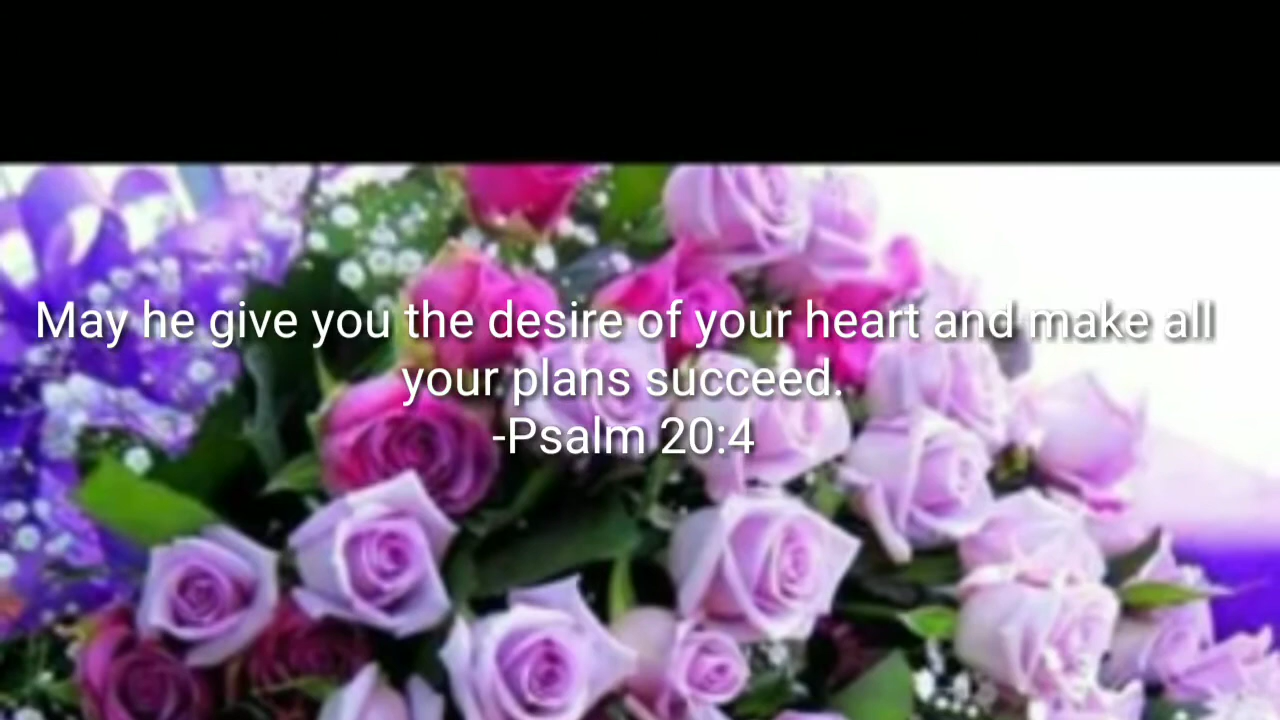 May he give you the desire of your heart and make all
your plans succeed.
-Psalm 20:4